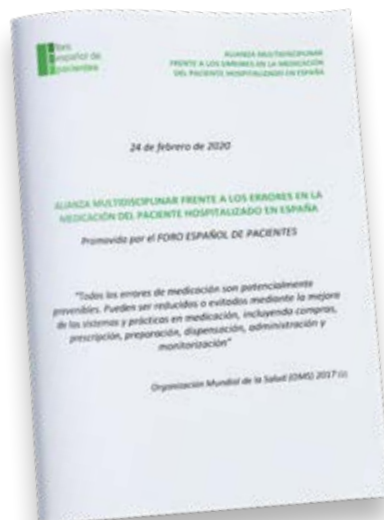 foro
español de
pacientes
ALIANZA MULTIDISCIPLINAR
FRENTE A LOS ERRORES EN LA MEDICACIÓN
DEL PACIENTE HOSPITALIZADO EN ESPAÑA
24 de febrero de 2020
ALIANZA MULTIDISCIPLINAR FRENTE A LOS ERRORES EN LA
MEDICACIÓN DEL PACIENTE HOSPITALIZADO EN ESPAÑA
Promovida por el FORO ESPAÑOL DE PACIENTES
"Todos los errores de medicación son potencialmente
prevenibles. Pueden ser reducidos o evitados mediante la mejora
de los sistemas y prácticas en medicación, incluyendo compras,
prescripción, preparación, dispensación, administración y
monitorización"
Organización Mundial de la Salud (OMS) 2017